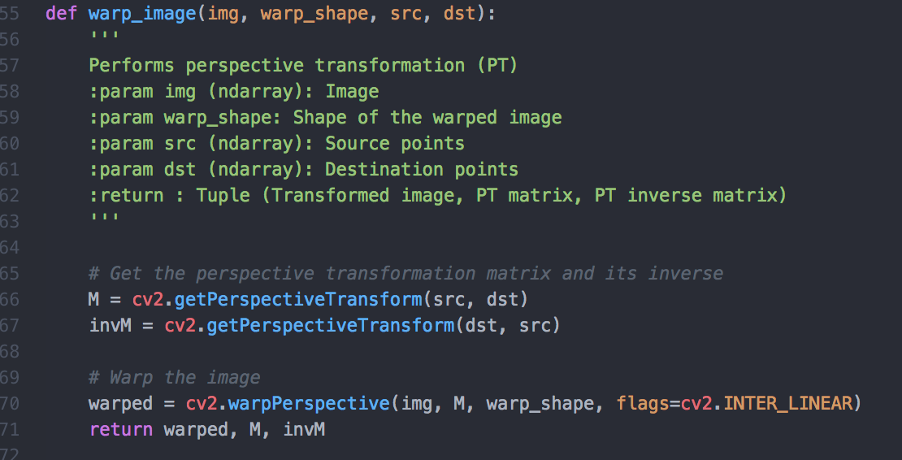 55 def warp_image(img, warp_shape, src, dst):
56     '''
57     Performs perspective transformation (PT)
58     :param img (ndarray): Image
59     :param warp_shape: Shape of the warped image
60     :param src (ndarray): Source points
61     :param dst (ndarray): Destination points
62     :return : Tuple (Transformed image, PT matrix, PT inverse matrix)
63     '''
64
65     # Get the perspective transformation matrix and its inverse
66     M = cv2.getPerspectiveTransform(src, dst)
67     invM = cv2.getPerspectiveTransform(dst, src)
68
69     # Warp the image
70     warped = cv2.warpPerspective(img, M, warp_shape, flags=cv2.INTER_LINEAR)
71     return warped, M, invM
72